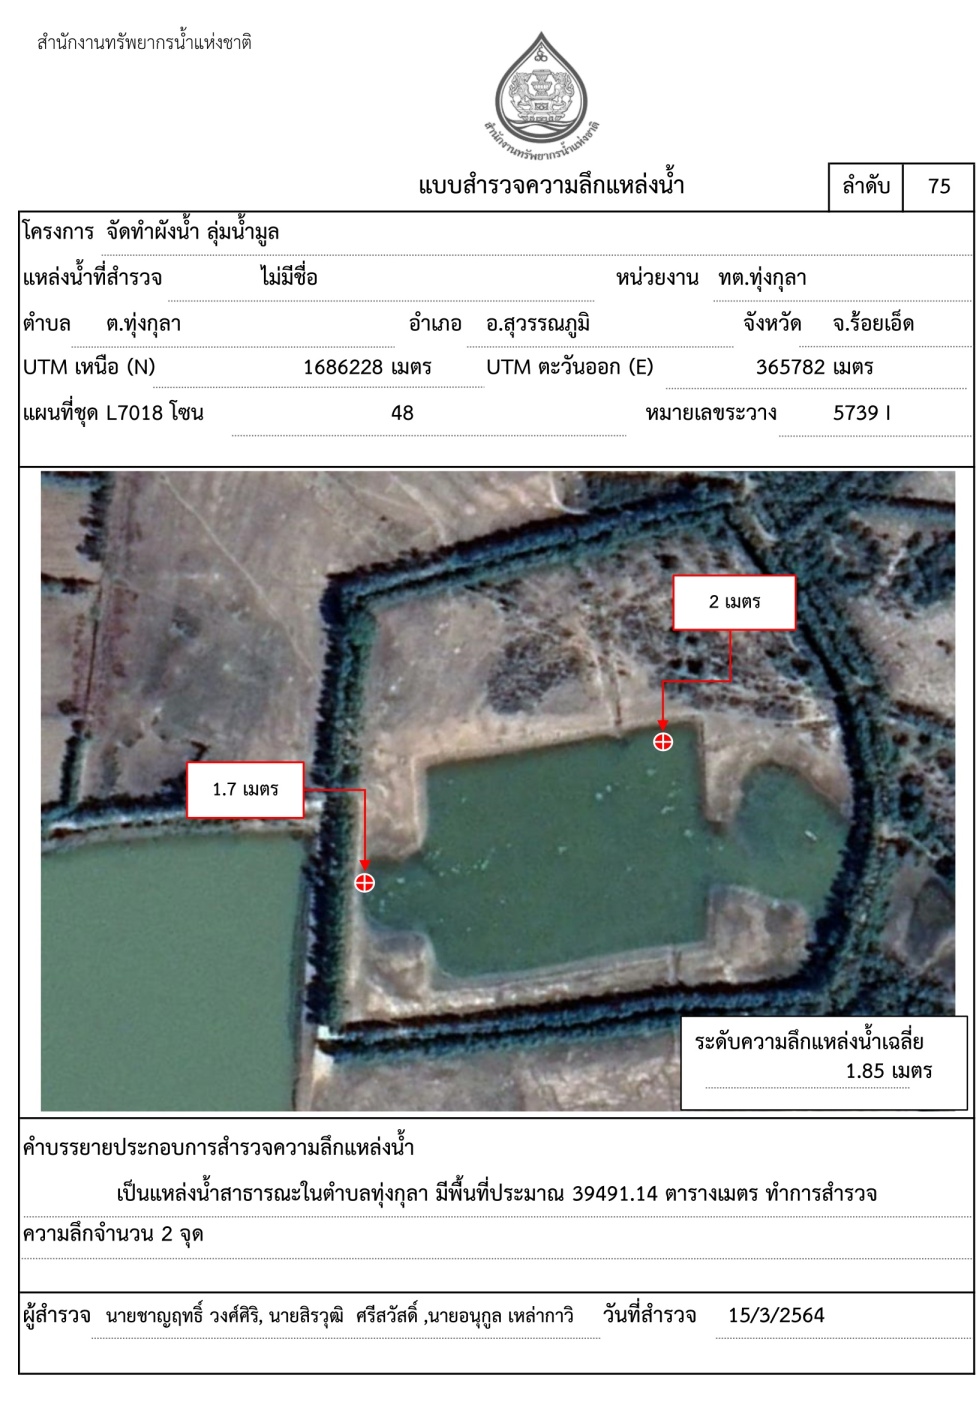 สำนักงานทรัพยากรน้ำแห่งชาติ
สำนักงานทรัพยากรน้ำแห่งชาติ
แบบสำรวจความลึกแหล่งน้ำ
ลำดับ 75
โครงการ จัดทำผังน้ำ ลุ่มน้ำมูล
แหล่งน้ำที่สำรวจ ไม่มีชื่อ หน่วยงาน ทต.ทุ่งกุลา
ตำบล ต.ทุ่งกุลา อำเภอ อ.สุวรรณภูมิ จังหวัด จ.ร้อยเอ็ด
UTM เหนือ (N) 1686228 เมตร UTM ตะวันออก (E) 365782 เมตร
แผนที่ชุด L7018 โซน 48 หมายเลขระวาง 5739 I
2 เมตร
1.7 เมตร
ระดับความลึกแหล่งน้ำเฉลี่ย
1.85 เมตร
คำบรรยายประกอบการสำรวจความลึกแหล่งน้ำ
เป็นแหล่งน้ำสาธารณะในตำบลทุ่งกุลา มีพื้นที่ประมาณ 39491.14 ตารางเมตร ทำการสำรวจ
ความลึกจำนวน 2 จุด
ผู้สำรวจ นายชาญฤทธิ์ วงศ์ศิริ, นายสิรวุฒิ ศรีสวัสดิ์ ,นายอนุกูล เหล่ากาวิ วันที่สำรวจ 15/3/2564